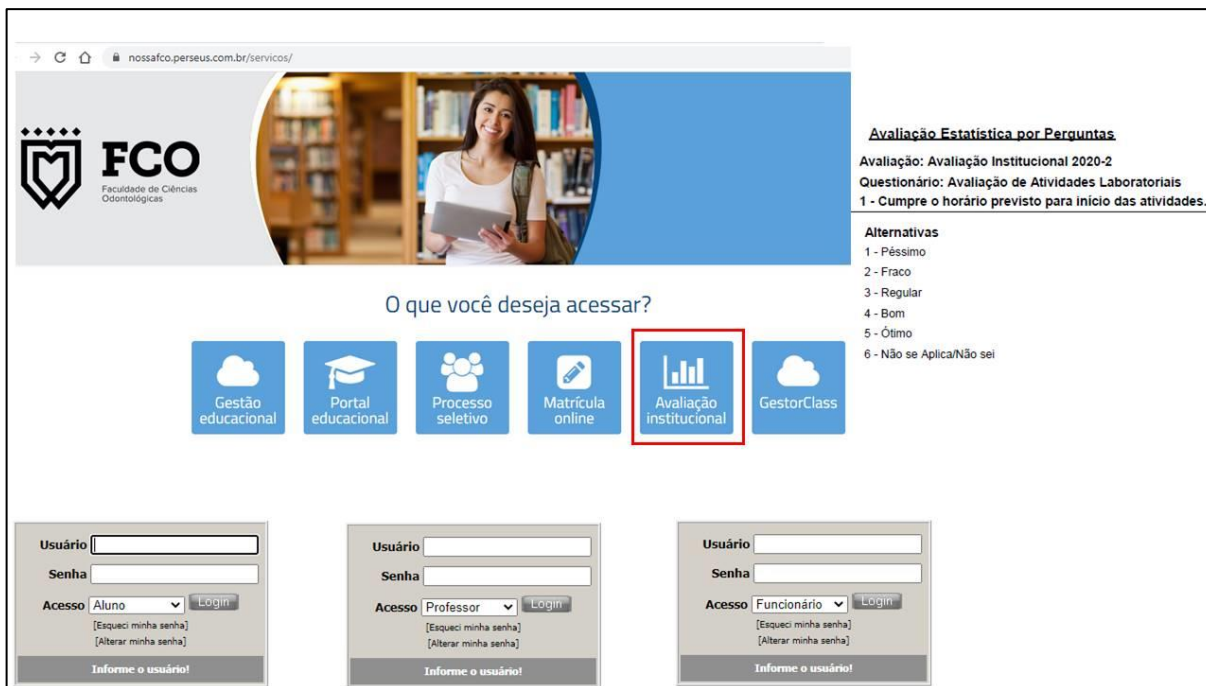 nossafco.perseus.com.br/servicos/
FCO
Faculdade de Ciências
Odontológicas
Avaliação Estatística por Perguntas
Avaliação: Avaliação Institucional 2020-2
Questionário: Avaliação de Atividades Laboratoriais
1 - Cumpre o horário previsto para início das atividades.
Alternativas
1 - Péssimo
2 - Fraco
3 - Regular
4 - Bom
5 - Ótimo
6 - Não se Aplica/Não sei
O que você deseja acessar?
Gestão
educacional
Portal
educacional
Processo
seletivo
Matrícula
online
Avaliação
institucional
GestorClass
Usuário
Senha
Acesso Aluno Login
[Esqueci minha senha]
[Alterar minha senha]
Informe o usuário!
Usuário
Senha
Acesso Professor Login
[Esqueci minha senha]
[Alterar minha senha]
Informe o usuário!
Usuário
Senha
Acesso Funcionário Login
[Esqueci minha senha]
[Alterar minha senha]
Informe o usuário!